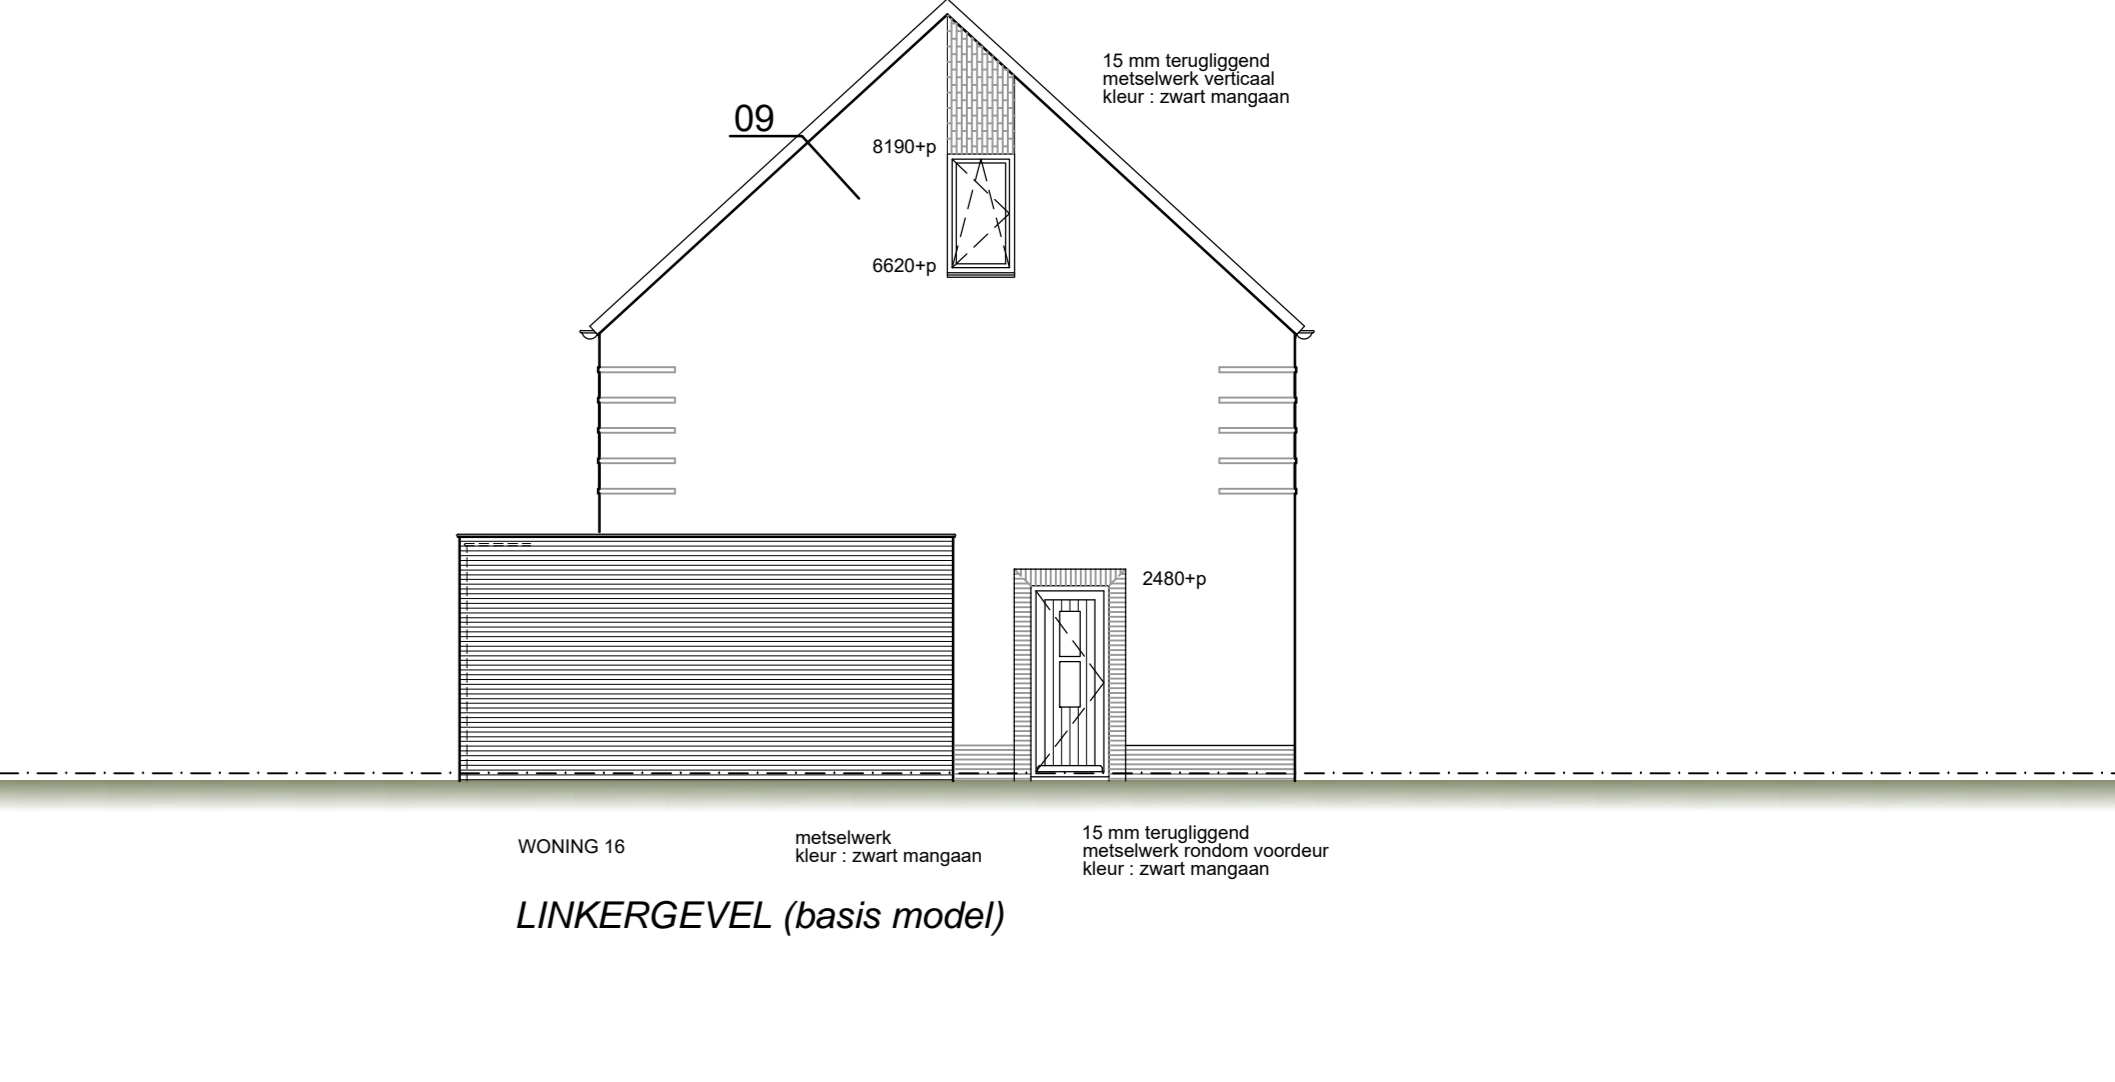 15 mm terugliggend
metselwerk verticaal
kleur : zwart mangaan
09
8190+p
6620+p
2480+p
WONING 16
metselwerk
kleur : zwart mangaan
15 mm terugliggend
metselwerk rondom voordeur
kleur : zwart mangaan
LINKERGEVEL (basis model)